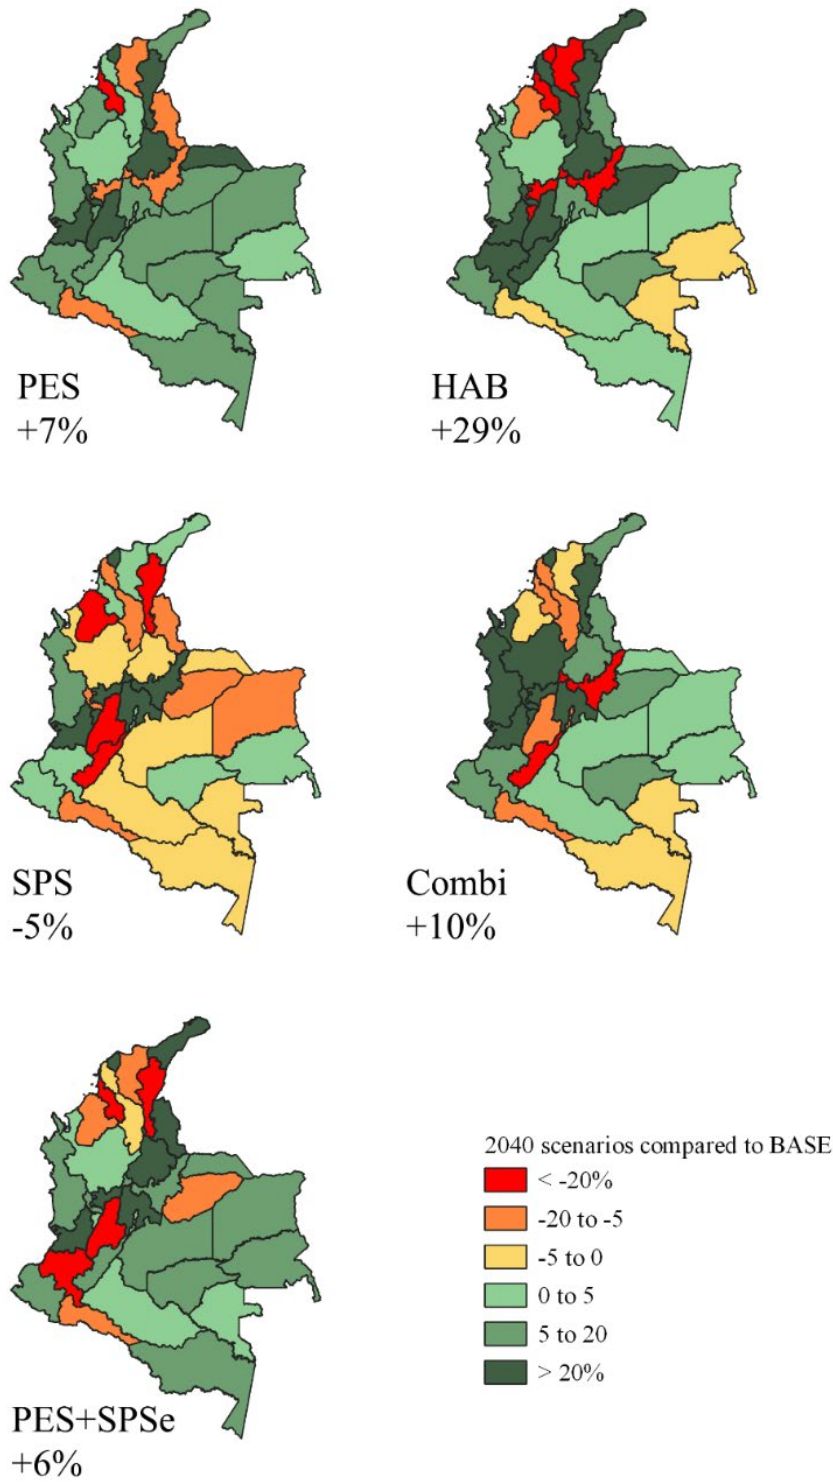 PES
+7%
HAB
+29%
SPS
-5%
Combi
+10%
PES+SPSe
+6%
2040 scenarios compared to BASE
< -20%
-20 to -5
-5 to 0
0 to 5
5 to 20
> 20%